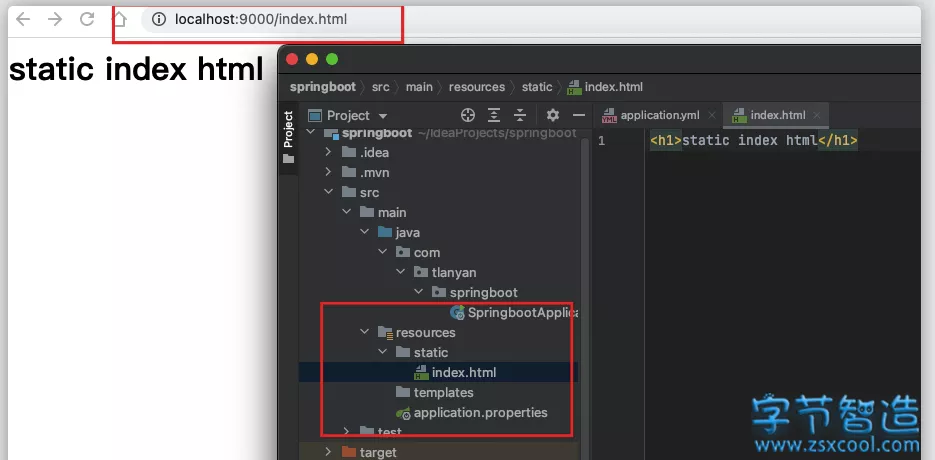 localhost:9000/index.html
static index html
springboot > src > main > resources > static > index.html
Project
Project
application.yml
index.html
springboot ~/IdeaProjects/springboot
1
<h1>static index html</h1>
.idea
.mvn
src
main
java
com
tlanyan
springboot
SpringbootApplica
resources
static
index.html
templates
application.properties
test
target
字节智造
www.zsxcool.com